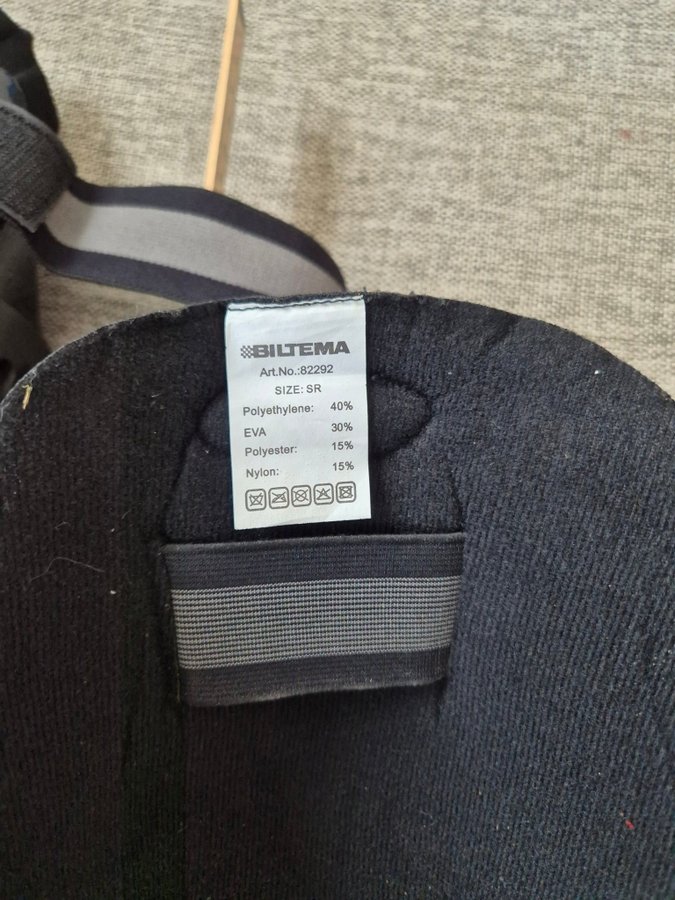 BILTEMA
Art.No.:82292
SIZE: SR
Polyethylene: 40%
EVA 30%
Polyester: 15%
Nylon: 15%